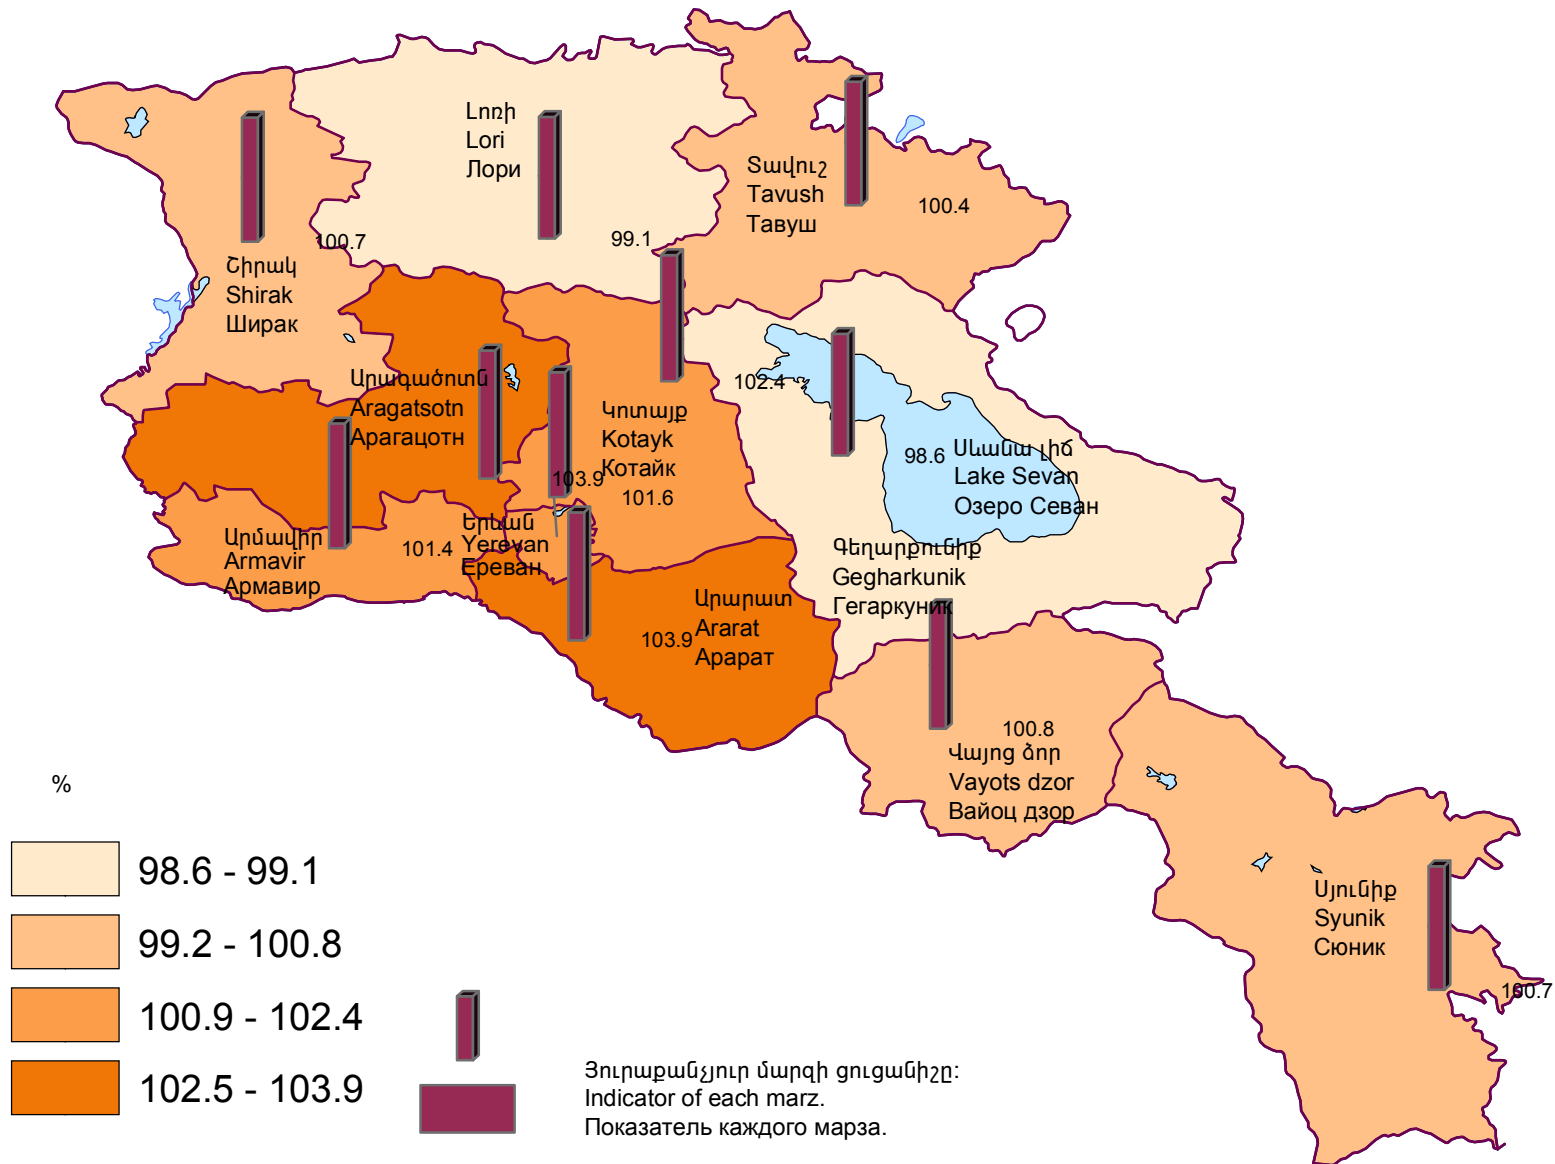 Լոռի
Lori
Лори
Տավուշ
Tavush
Тавуш
100.4
99.1
100.7
Շիրակ
Shirak
Ширак
Արագածոտն
Aragatsotn
Арагацотн
102.4
Կոտայք
Kotayk
Котайк
103.9
101.6
98.6
Սևանա լիճ
Lake Sevan
Озеро Севан
Արմավիր
Armavir
Армавир
101.4
Երևան
Yerevan
Ереван
Գեղարքունիք
Gegharkunik
Гегаркуник
103.9
Արարատ
Ararat
Арарат
100.8
Վայոց ձոր
Vayots dzor
Вайоц дзор
Սյունիք
Syunik
Сюник
100.7
%
98.6 - 99.1
99.2 - 100.8
100.9 - 102.4
102.5 - 103.9
Յուրաքանչյուր մարզի ցուցանիշը:
Indicator of each marz.
Показатель каждого марза.